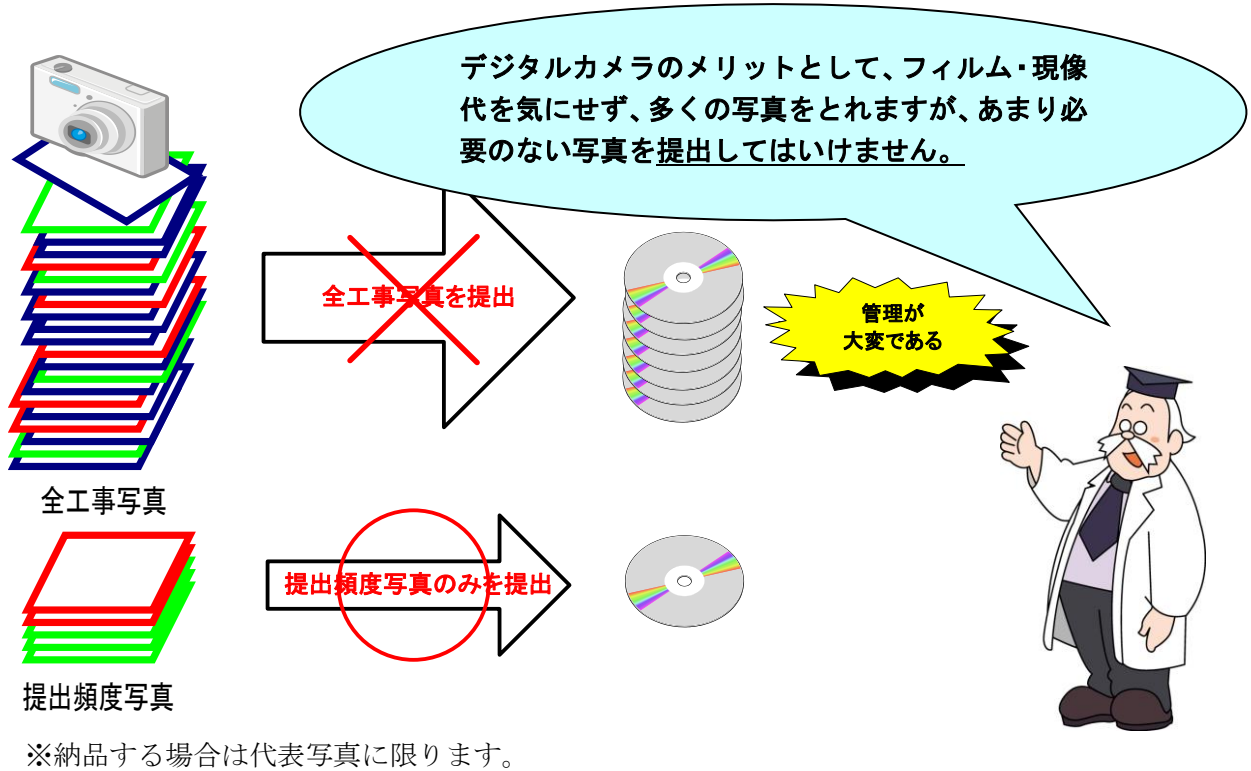 デジタルカメラのメリットとして、フィルム・現像
代を気にせず、多くの写真をとれますが、あまり必
要のない写真を提出してはいけません。
全工事写真を提出
管理が
大変である
全工事写真
提出頻度写真のみを提出
提出頻度写真
※納品する場合は代表写真に限ります。